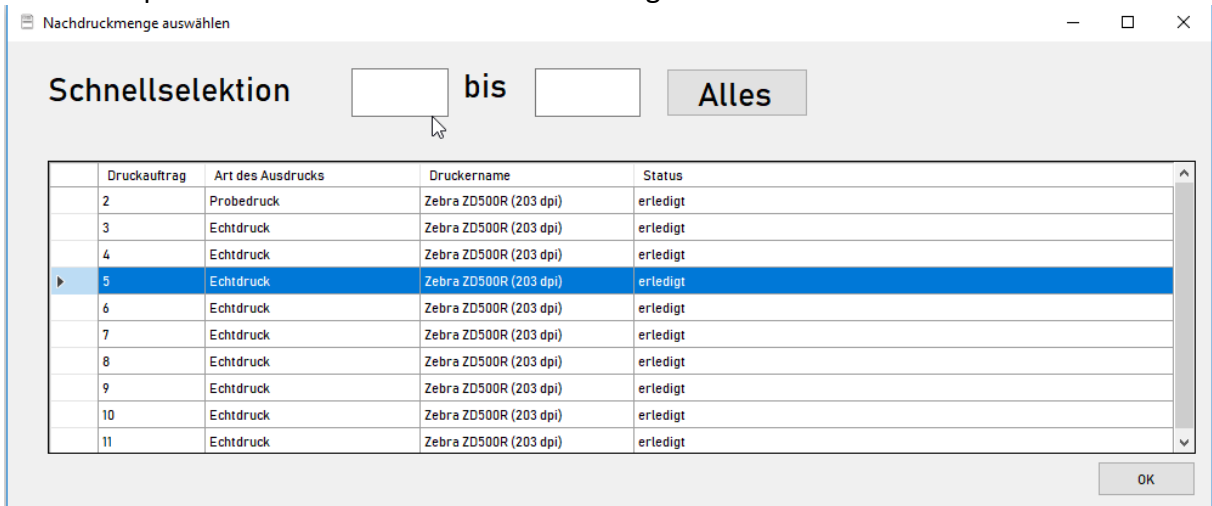 Nachdruckmenge auswählen
Schnellselektion bis Alles
Druckauftrag Art des Ausdrucks Druckername Status
2 Probedruck Zebra ZD500R (203 dpi) erledigt
3 Echtdruck Zebra ZD500R (203 dpi) erledigt
4 Echtdruck Zebra ZD500R (203 dpi) erledigt
5 Echtdruck Zebra ZD500R (203 dpi) erledigt
6 Echtdruck Zebra ZD500R (203 dpi) erledigt
7 Echtdruck Zebra ZD500R (203 dpi) erledigt
8 Echtdruck Zebra ZD500R (203 dpi) erledigt
9 Echtdruck Zebra ZD500R (203 dpi) erledigt
10 Echtdruck Zebra ZD500R (203 dpi) erledigt
11 Echtdruck Zebra ZD500R (203 dpi) erledigt
OK